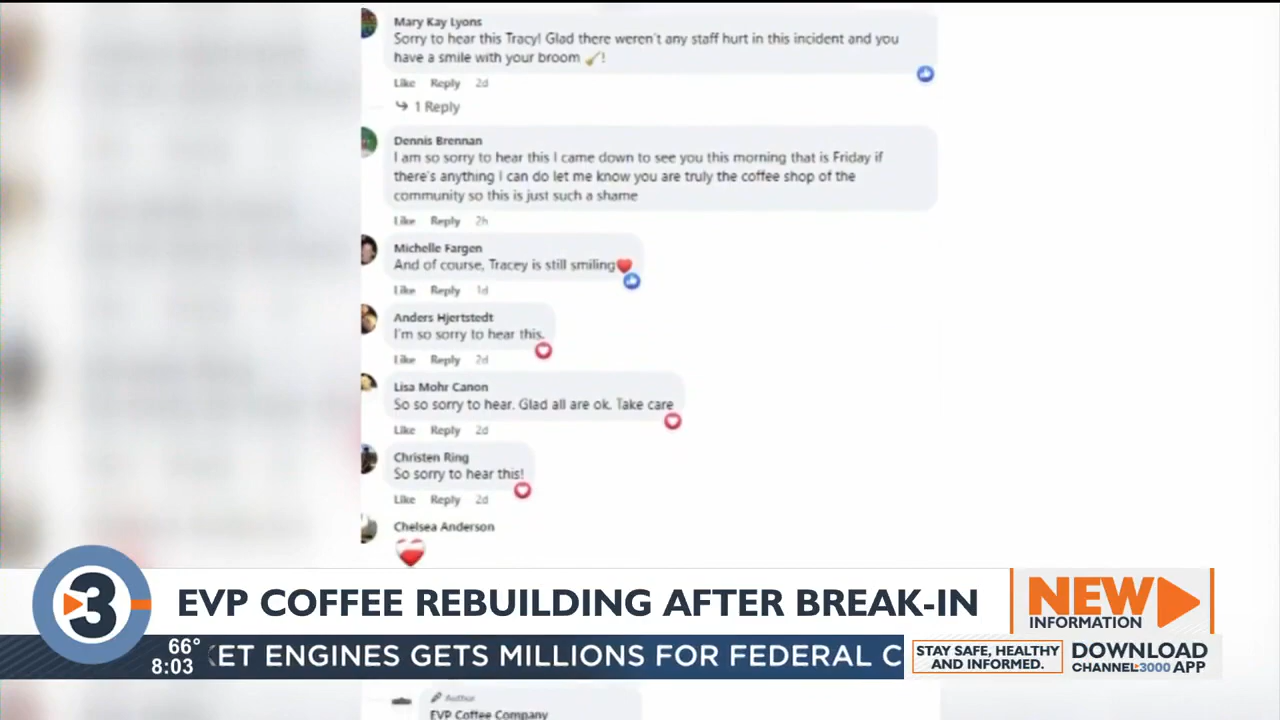 Mary Kay Lyons
Sorry to hear this Tracy! Glad there weren't any staff hurt in this incident and you
have a smile with your broom 🧹!
Like Reply 2d
1 Reply
Dennis Brennan
I am so sorry to hear this I came down to see you this morning that is Friday if
there's anything I can do let me know you are truly the coffee shop of the
community so this is just such a shame
Like Reply 2h
Michelle Fargen
And of course, Tracey is still smiling❤️
Like Reply 1d
Anders Hjertstedt
I'm so sorry to hear this.
Like Reply 2d
Lisa Mohr Canon
So so sorry to hear. Glad all are ok. Take care
Like Reply 2d
Christen Ring
So sorry to hear this!
Like Reply 2d
Chelsea Anderson
❤️
3
EVP COFFEE REBUILDING AFTER BREAK-IN
NEW
INFORMATION
66°
8:03
KET ENGINES GETS MILLIONS FOR FEDERAL C
STAY SAFE, HEALTHY
AND INFORMED.
DOWNLOAD
CHANNEL3000 APP
Author
EVP Coffee Company